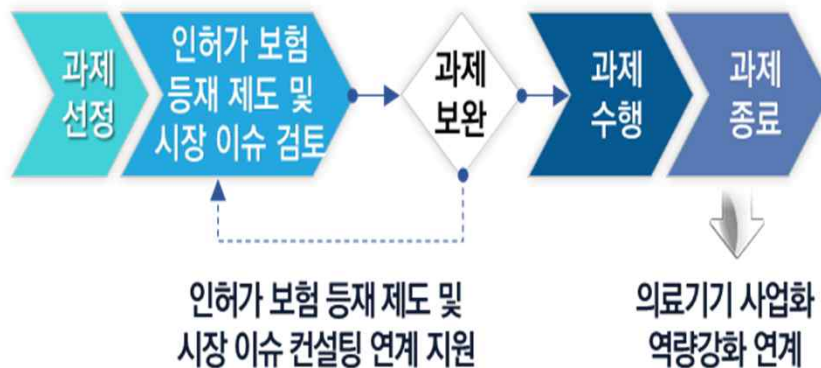 과제
선정
인허가 보험
등재 제도 및
시장 이슈 검토
과제
보완
과제
수행
과제
종료
인허가 보험 등재 제도 및
시장 이슈 컨설팅 연계 지원
의료기기 사업화
역량강화 연계